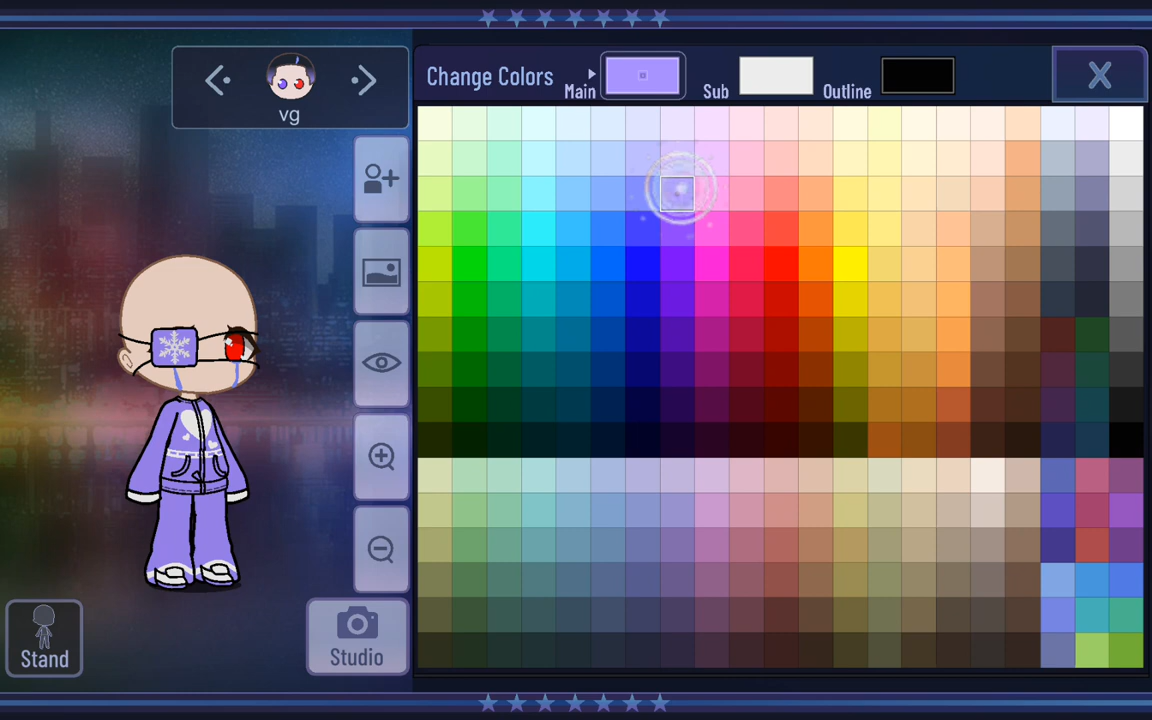 vg
Change Colors
Main
Sub
Outline
X
Stand
Studio